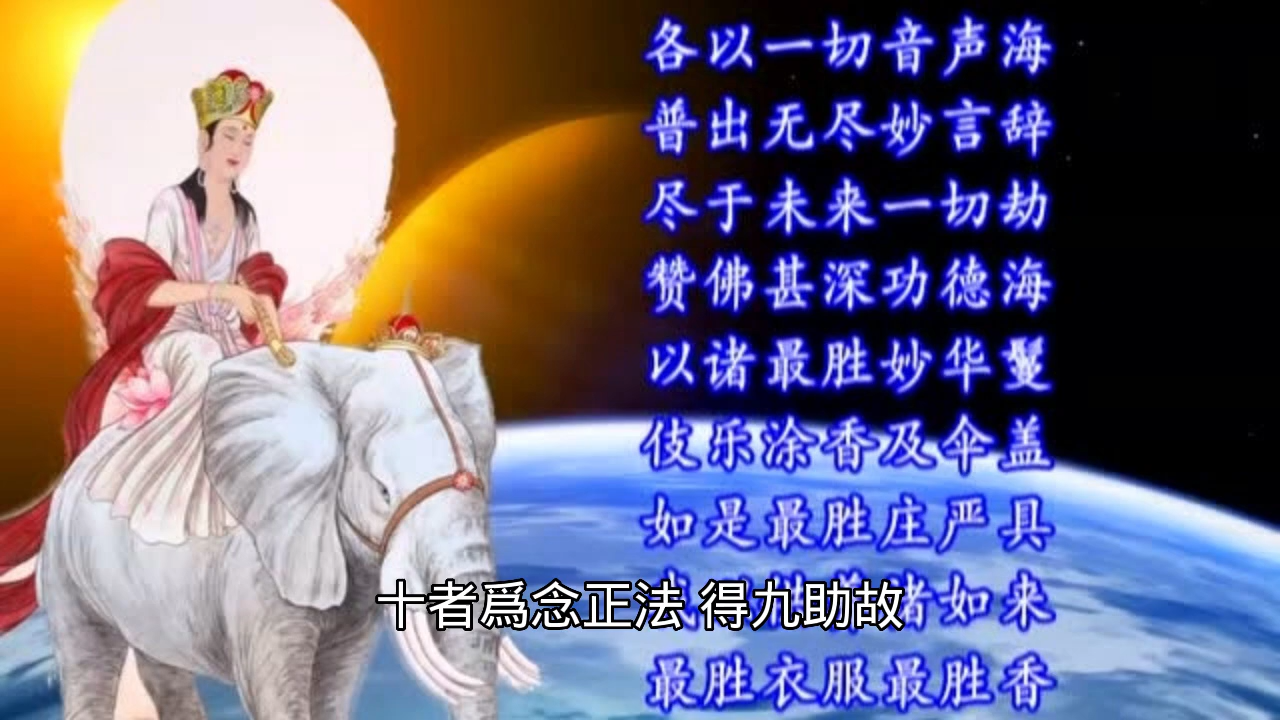 各以一切音声海
普出无尽妙言辞
尽于未来一切劫
赞佛甚深功德海
以诸最胜妙华鬘
伎乐涂香及伞盖
如是最胜庄严具
如来
十者爲念正法 得九助故
最胜衣服最胜香